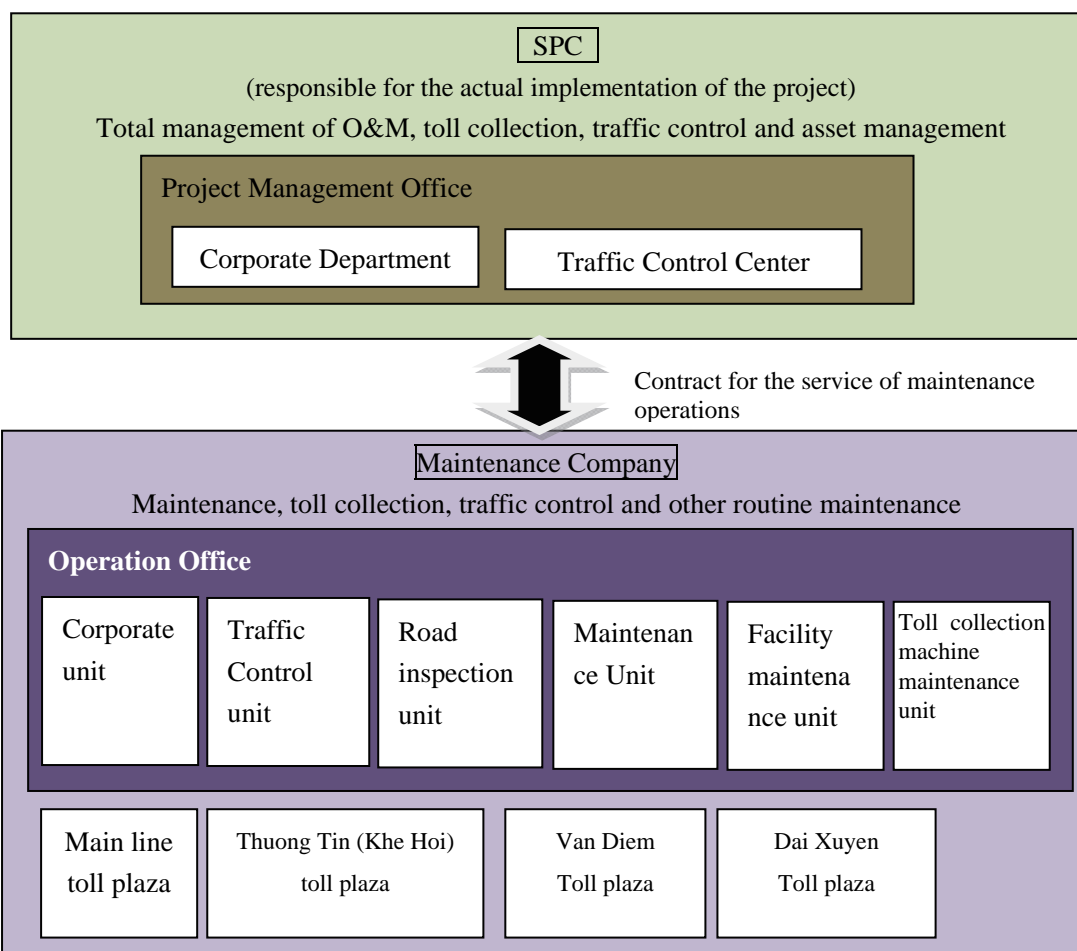 SPC
(responsible for the actual implementation of the project)
Total management of O&M, toll collection, traffic control and asset management
Project Management Office
Corporate Department
Traffic Control Center
Contract for the service of maintenance
operations
Maintenance Company
Maintenance, toll collection, traffic control and other routine maintenance
Operation Office
Corporate
unit
Traffic
Control
unit
Road
inspection
unit
Maintenan
ce Unit
Facility
maintena
nce unit
Toll collection
machine
maintenance
unit
Main line
toll plaza
Thuong Tin (Khe Hoi)
toll plaza
Van Diem
Toll plaza
Dai Xuyen
Toll plaza